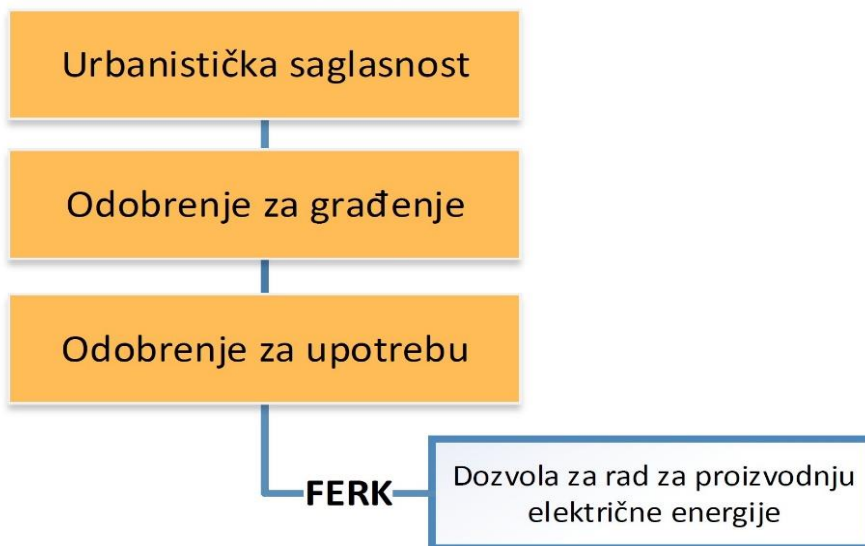 Urbanistička saglasnost
Odobrenje za građenje
Odobrenje za upotrebu
FERK
Dozvola za rad za proizvodnju
električne energije